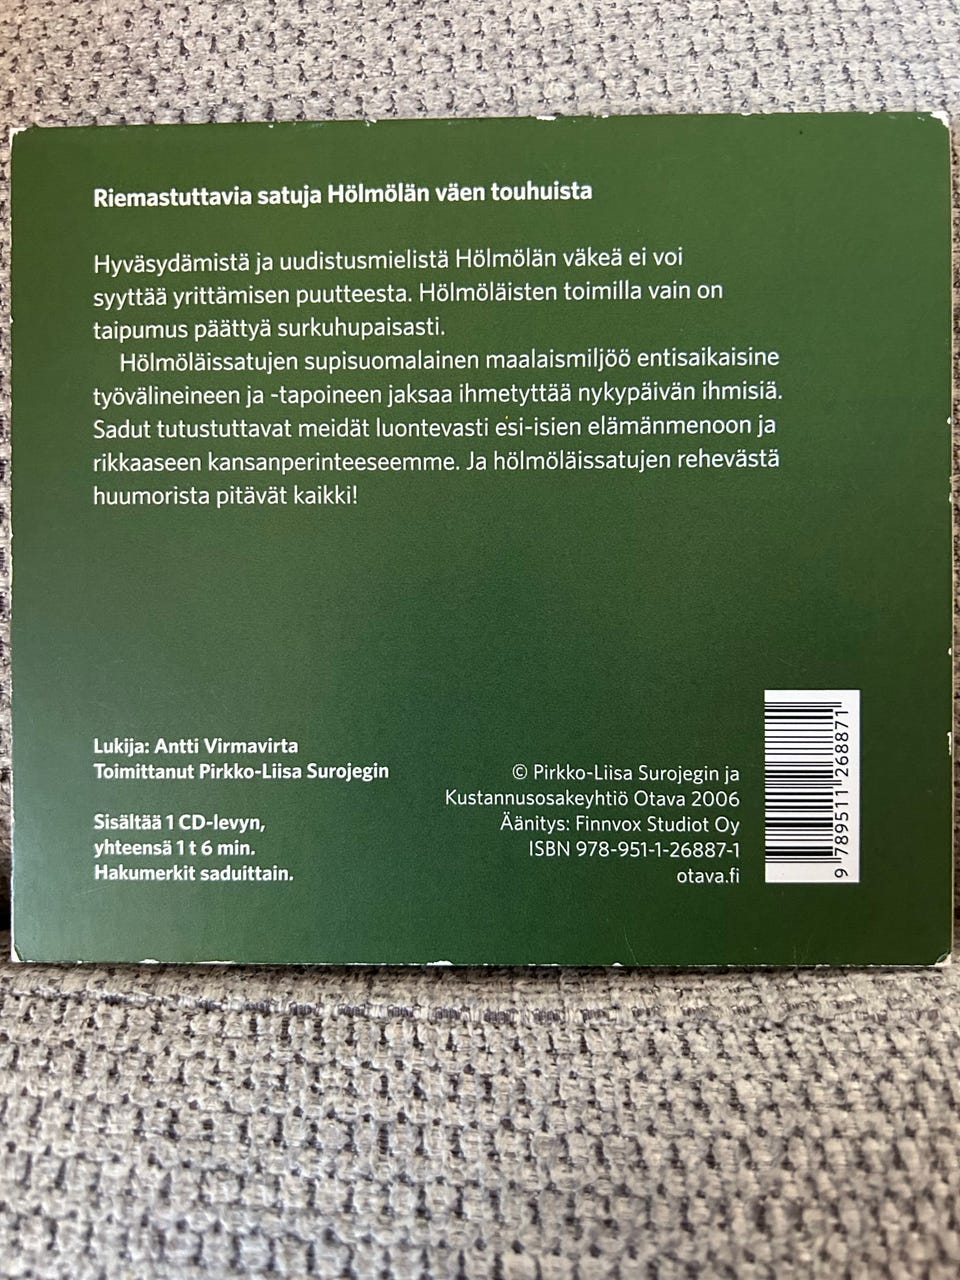 Riemastuttavia satuja Hölmölän väen touhuista
Hyväsydämistä ja uudistusmielistä Hölmölän väkeä ei voi
syyttää yrittämisen puutteesta. Hölmöläisten toimilla vain on
taipumus päättyä surkuhupaisasti.
Hölmöläissatujen supisuomalainen maalaismiljöö entisaikaisine
työvälineineen ja -tapoineen jaksaa ihmetyttää nykypäivän ihmisiä.
Sadut tutustuttavat meidät luontevasti esi-isien elämänmenoon ja
rikkaaseen kansanperinteeseemme. Ja hölmöläissatujen rehevästä
huumorista pitävät kaikki!
Lukija: Antti Virmavirta
Toimittanut Pirkko-Liisa Surojegin
Sisältää 1 CD-levyn,
yhteensä 1 t 6 min.
Hakumerkit saduittain.
© Pirkko-Liisa Surojegin ja
Kustannusosakeyhtiö Otava 2006
Äänitys: Finnvox Studiot Oy
ISBN 978-951-1-26887-1
otava.fi
9 789511 268871